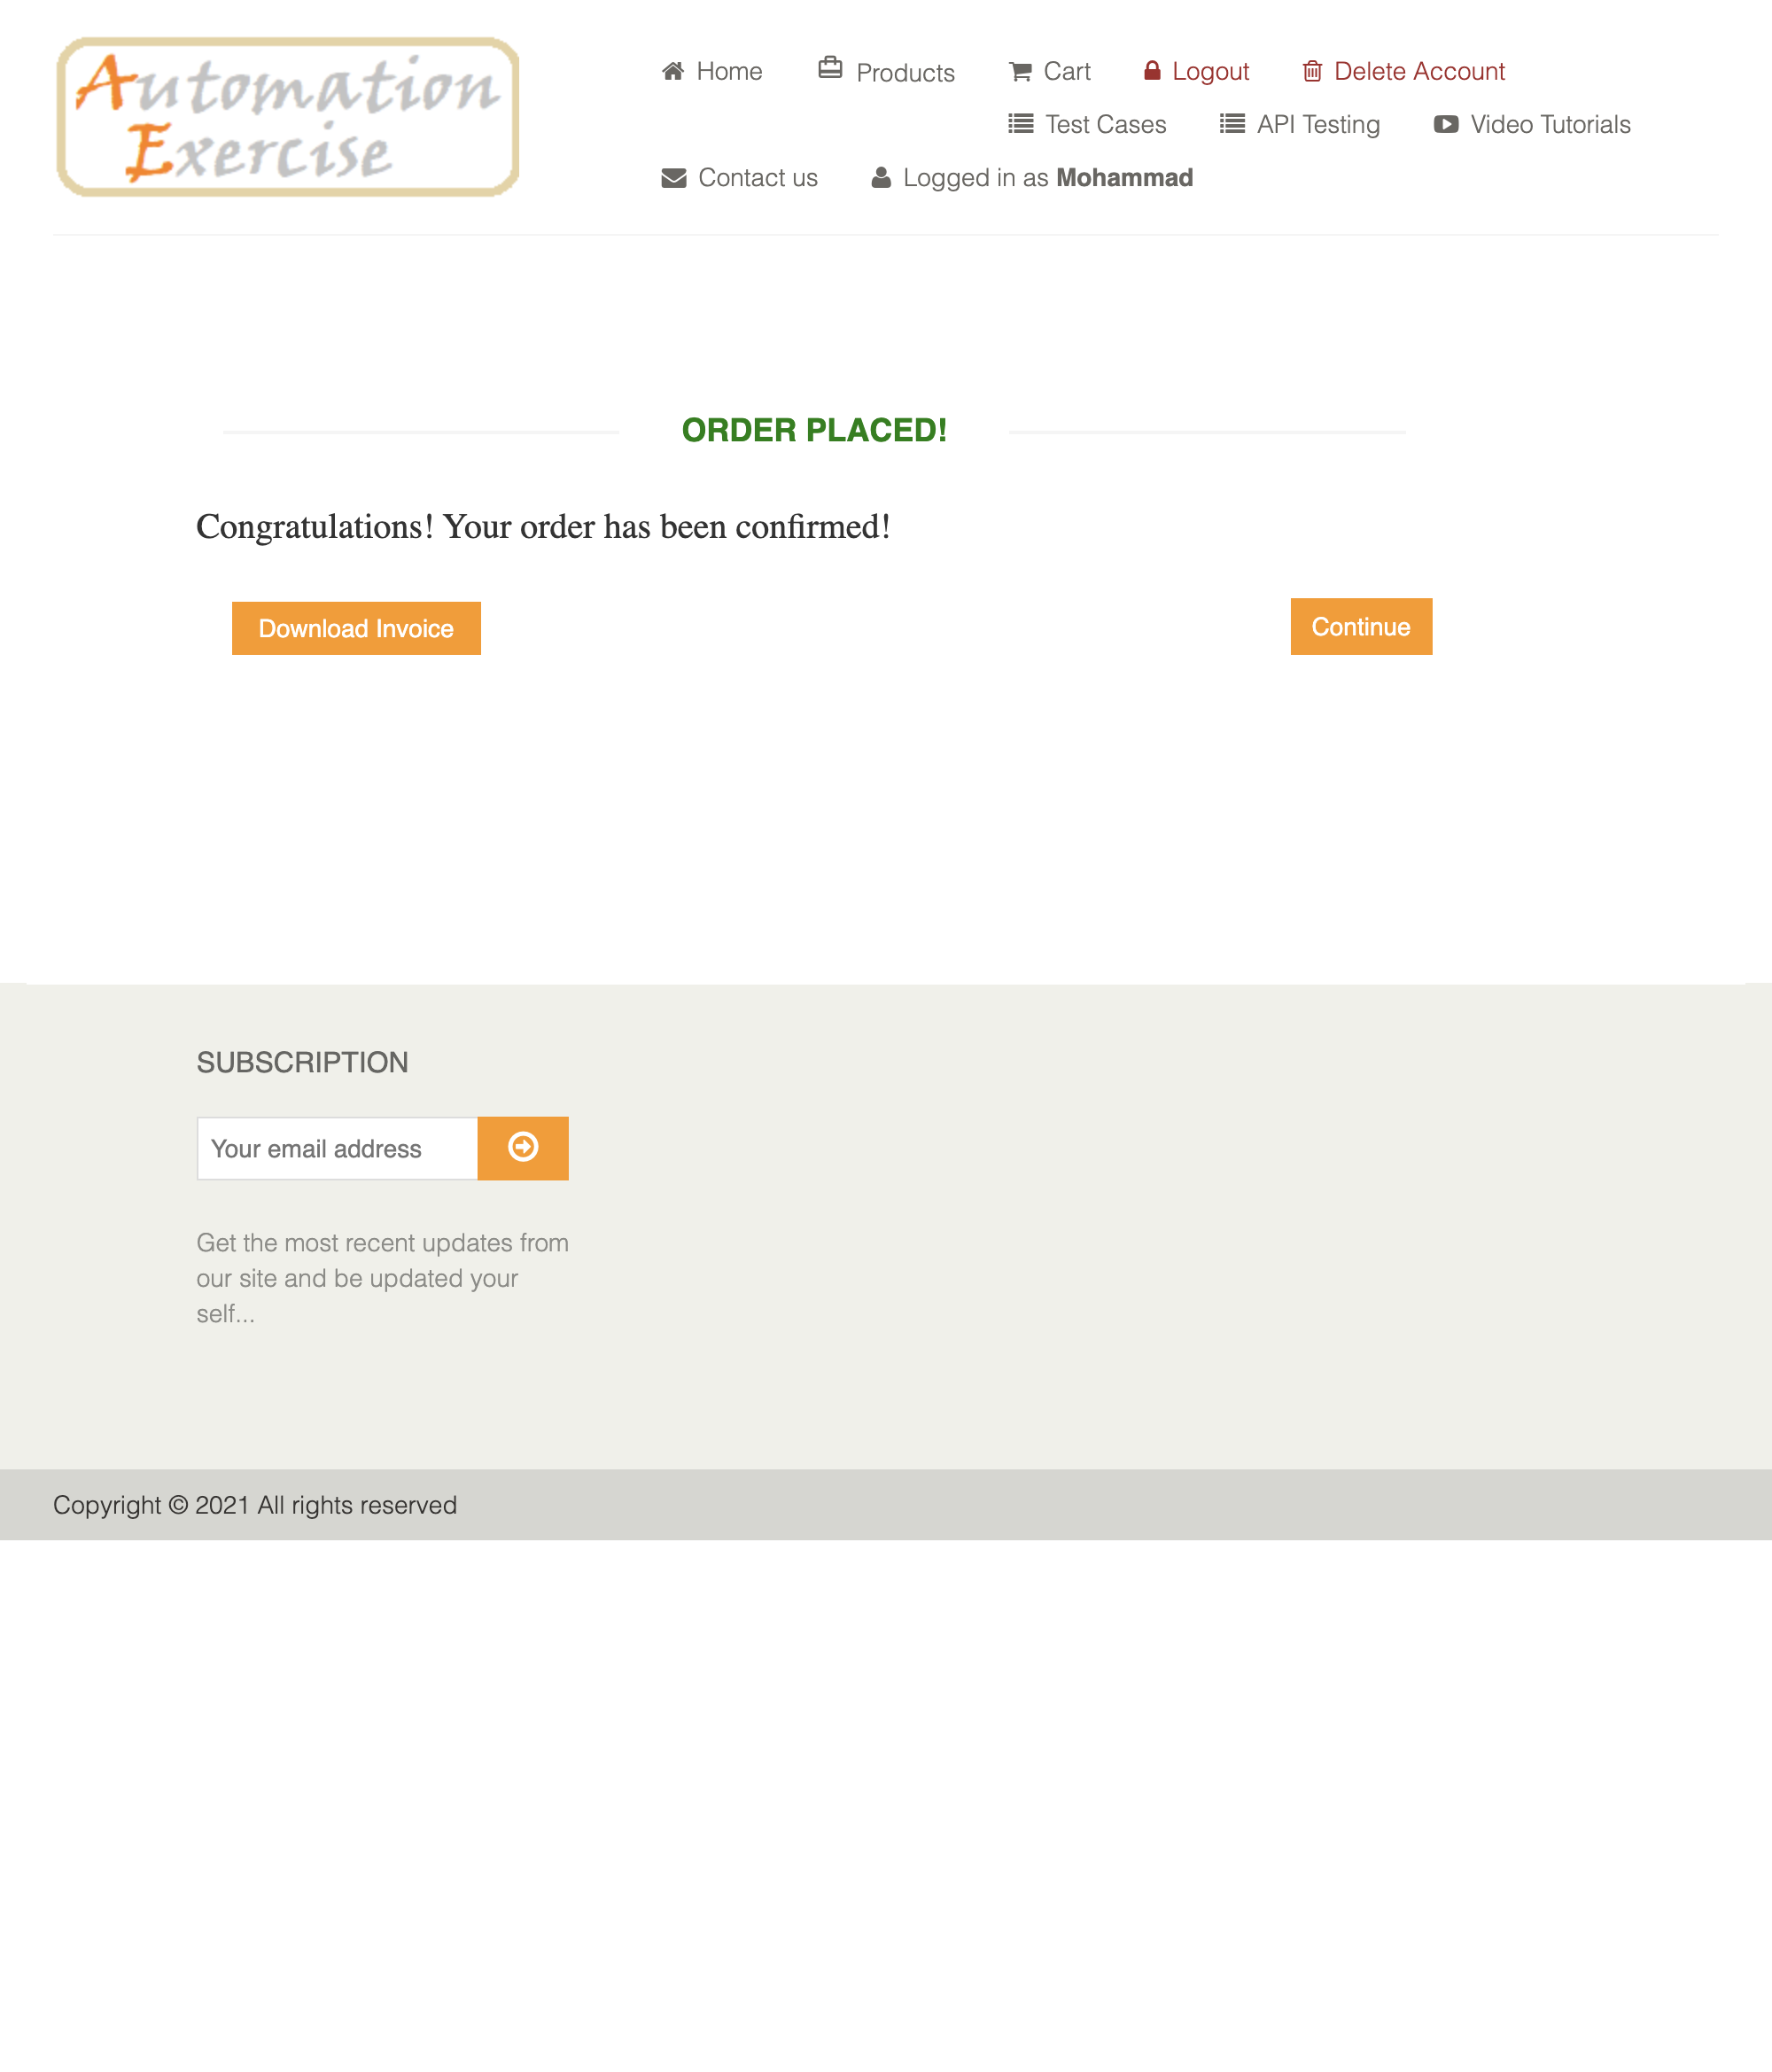 Automation
Exercise
Home Products Cart Logout Delete Account
Test Cases API Testing Video Tutorials
Contact us Logged in as Mohammad
ORDER PLACED!
Congratulations! Your order has been confirmed!
Download Invoice Continue
SUBSCRIPTION
Your email address
Get the most recent updates from
our site and be updated your
self...
Copyright © 2021 All rights reserved